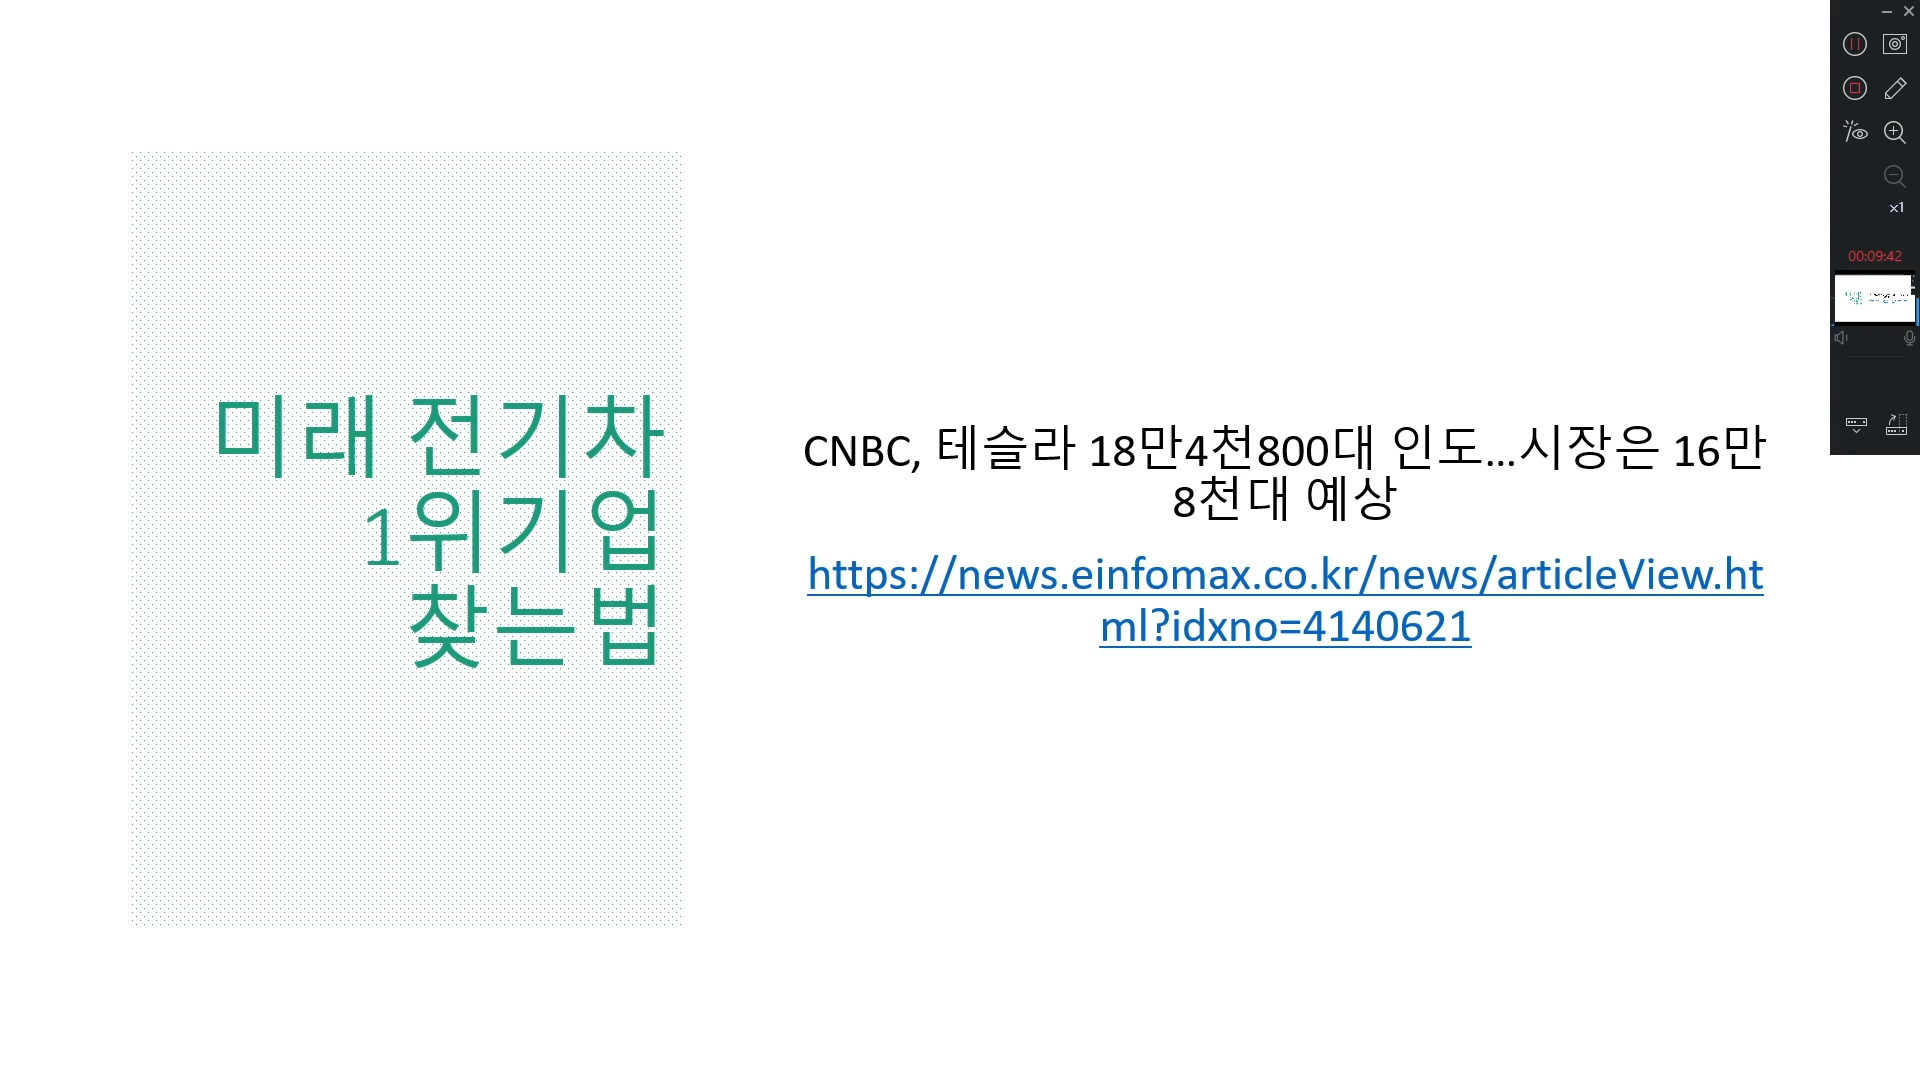 미래 전기차
1위기업
찾는법
CNBC, 테슬라 18만4천800대 인도...시장은 16만
8천대 예상
https://news.einfomax.co.kr/news/articleView.ht
ml?idxno=4140621
x1
00:09:42